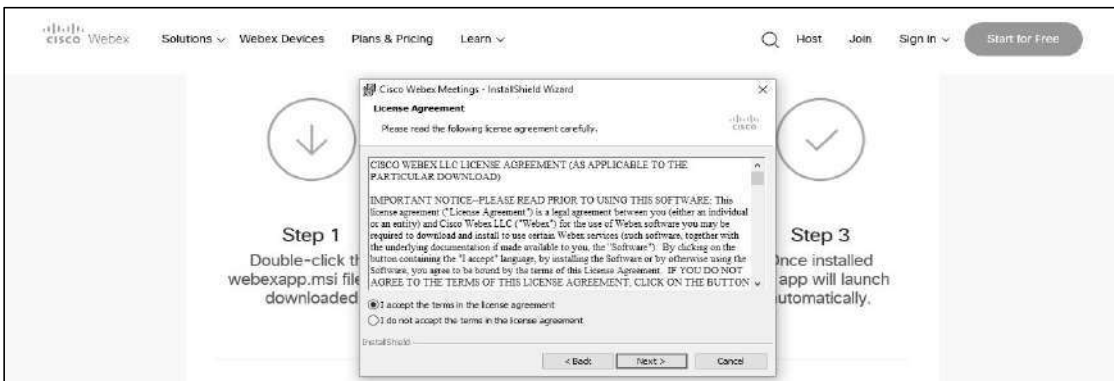 CISCO Webex Solutions Webex Devices Plans & Pricing Learn Host Join Sign In Start for Free
Cisco Webex Meetings - InstallShield Wizard
License Agreement
Please read the following license agreement carefully.
CISCO
CISCO WEBEX LLC LICENSE AGREEMENT (AS APPLICABLE TO THE
PARTICULAR DOWNLOAD)
IMPORTANT NOTICE--PLEASE READ PRIOR TO USING THIS SOFTWARE: This
license agreement ("License Agreement") is a legal agreement between you (either an individual
or an entity) and Cisco Webex LLC ("Webex") for the use of Webex software you may be
required to download and install to use certain Webex services (such software, together with
the underlying documentation if made available to you, the "Software"). By clicking on the
button containing the "I accept" language, by installing the Software or by otherwise using the
Software, you agree to be bound by the terms of this License Agreement. IF YOU DO NOT
AGREE TO THE TERMS OF THIS LICENSE AGREEMENT, CLICK ON THE BUTTON
I accept the terms in the license agreement
I do not accept the terms in the license agreement
InstallShield
< Back Next > Cancel
Step 1
Double-click th
webexapp.msi file
downloaded
Step 3
Once installed
app will launch
utomatically.